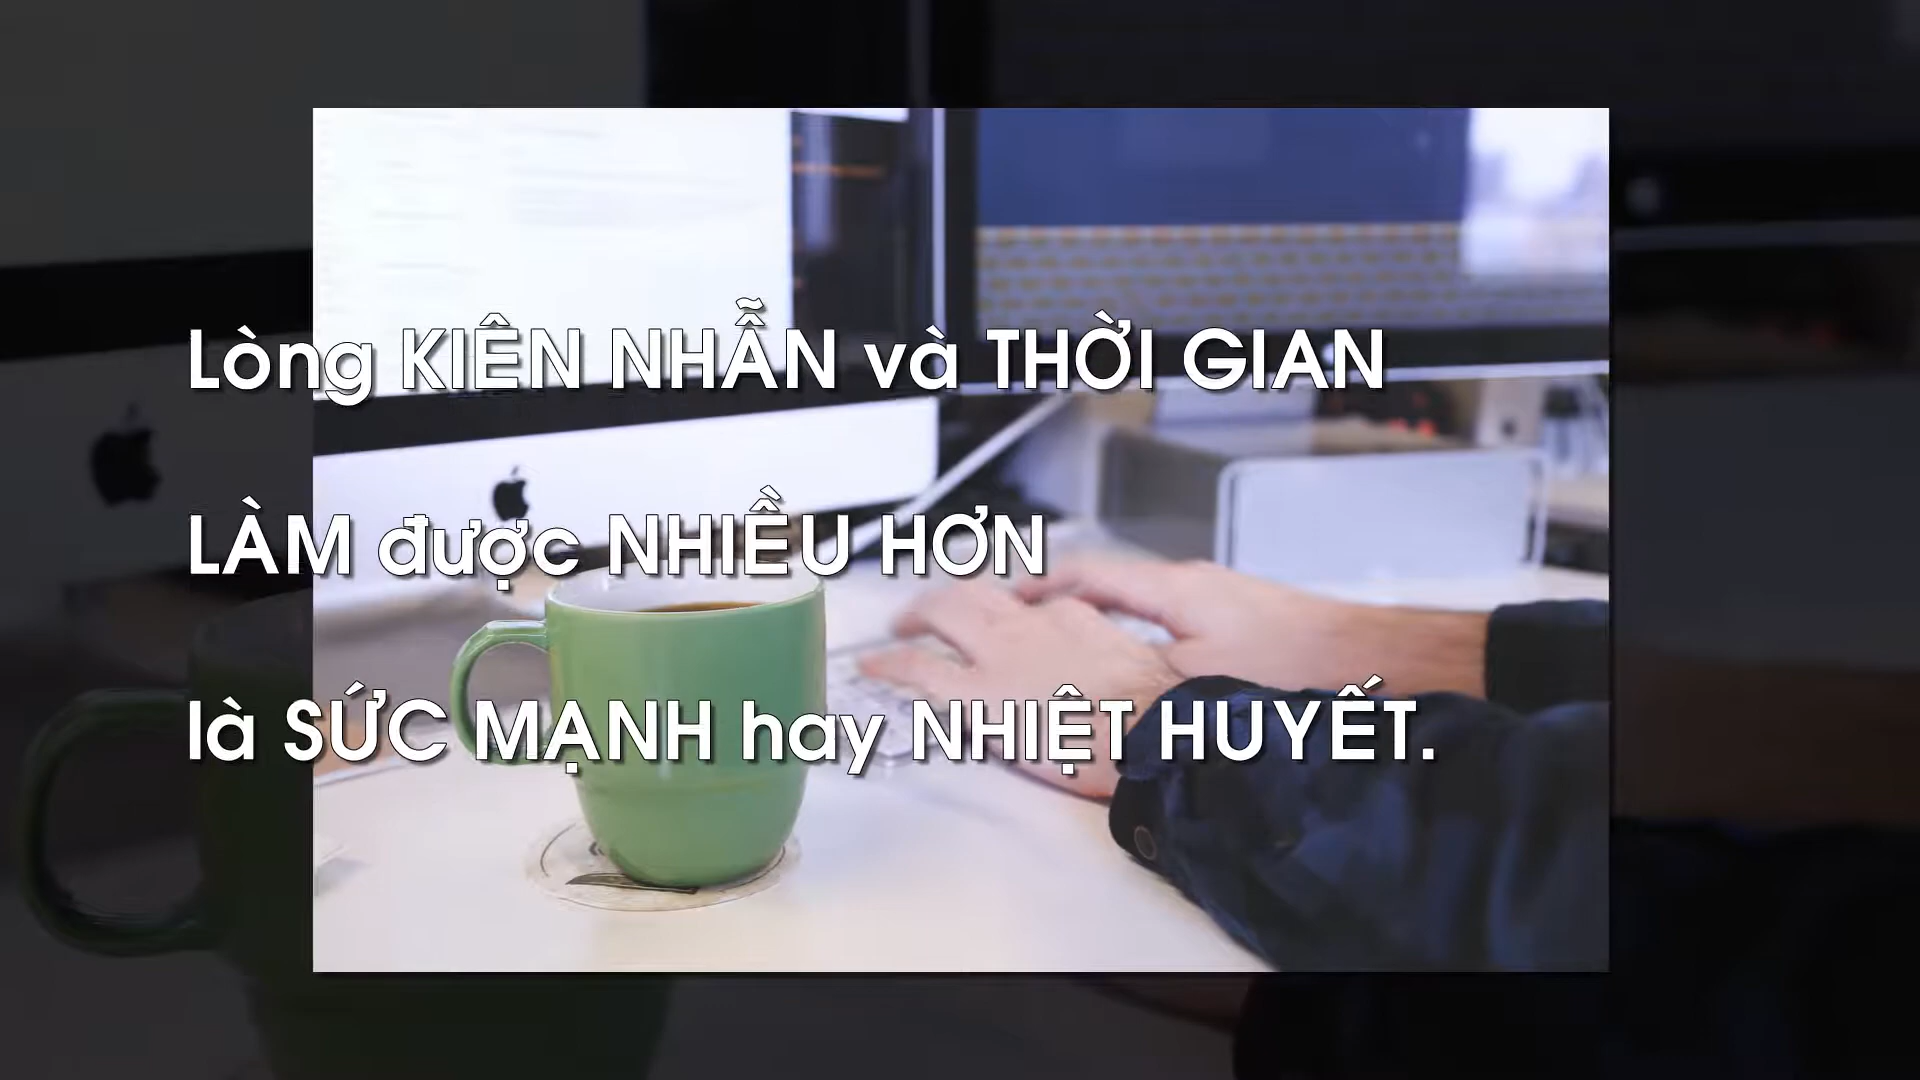 Lòng KIÊN NHẪN và THỜI GIAN
LÀM được NHIỀU HƠN
là SỨC MẠNH hay NHIỆT HUYẾT.